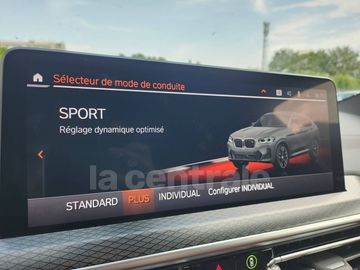 Sélecteur de mode de conduite
SPORT
Réglage dynamique optimisé
la centrale
STANDARD PLUS INDIVIDUAL Configurer INDIVIDUAL